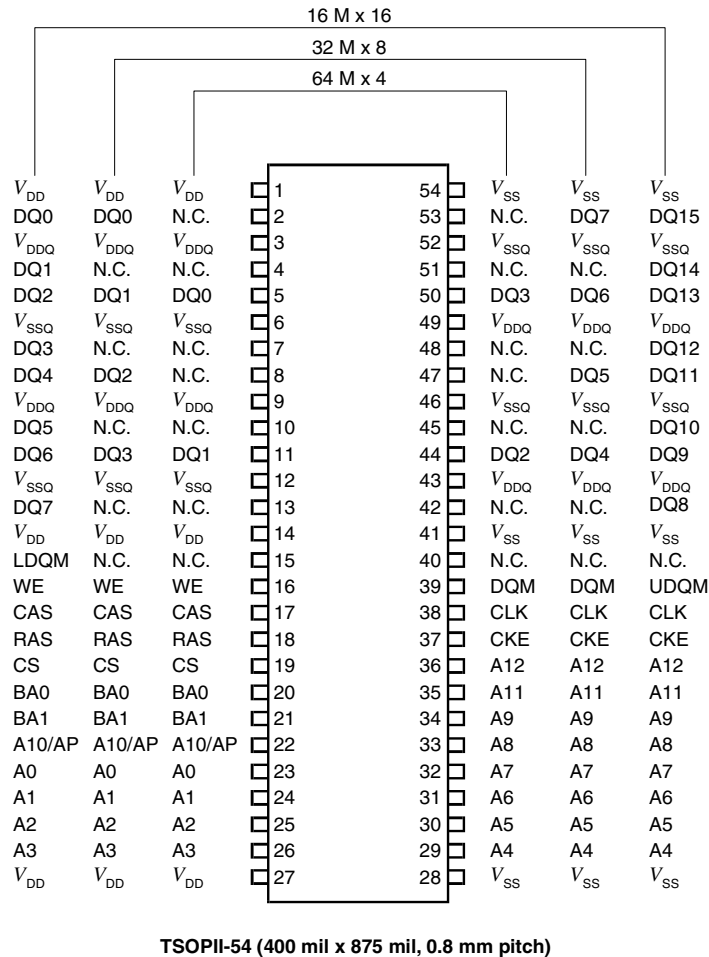 16 M x 16
32 M x 8
64 M x 4
VDD VDD VDD 1 54 VSS VSS VSS
DQ0 DQ0 N.C. 2 53 N.C. DQ7 DQ15
VDDQ VDDQ VDDQ 3 52 VSSQ VSSQ VSSQ
DQ1 N.C. N.C. 4 51 N.C. N.C. DQ14
DQ2 DQ1 DQ0 5 50 DQ3 DQ6 DQ13
VSSQ VSSQ VSSQ 6 49 VDDQ VDDQ VDDQ
DQ3 N.C. N.C. 7 48 N.C. N.C. DQ12
DQ4 DQ2 N.C. 8 47 N.C. DQ5 DQ11
VDDQ VDDQ VDDQ 9 46 VSSQ VSSQ VSSQ
DQ5 N.C. N.C. 10 45 N.C. N.C. DQ10
DQ6 DQ3 DQ1 11 44 DQ2 DQ4 DQ9
VSSQ VSSQ VSSQ 12 43 VDDQ VDDQ VDDQ
DQ7 N.C. N.C. 13 42 N.C. N.C. DQ8
VDD VDD VDD 14 41 VSS VSS VSS
LDQM N.C. N.C. 15 40 N.C. N.C. N.C.
WE WE WE 16 39 DQM DQM UDQM
CAS CAS CAS 17 38 CLK CLK CLK
RAS RAS RAS 18 37 CKE CKE CKE
CS CS CS 19 36 A12 A12 A12
BA0 BA0 BA0 20 35 A11 A11 A11
BA1 BA1 BA1 21 34 A9 A9 A9
A10/AP A10/AP A10/AP 22 33 A8 A8 A8
A0 A0 A0 23 32 A7 A7 A7
A1 A1 A1 24 31 A6 A6 A6
A2 A2 A2 25 30 A5 A5 A5
A3 A3 A3 26 29 A4 A4 A4
VDD VDD VDD 27 28 VSS VSS VSS
TSOPII-54 (400 mil x 875 mil, 0.8 mm pitch)